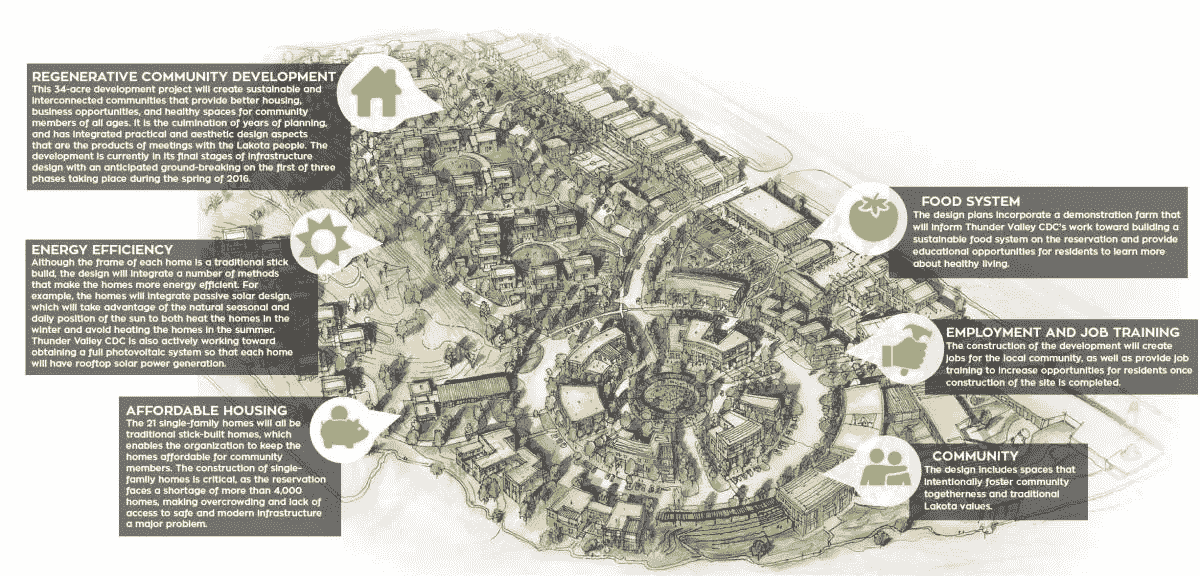 REGENERATIVE COMMUNITY DEVELOPMENT
This 34-acre development project will create sustainable and
interconnected communities that provide better housing,
business opportunities, and healthy spaces for community
members of all ages. It is the culmination of years of planning,
and has integrated practical and aesthetic design aspects
that are the products of meetings with the Lakota people. The
development is currently in its final stages of infrastructure
design with an anticipated ground-breaking on the first of three
phases taking place during the spring of 2016.
ENERGY EFFICIENCY
Although the frame of each home is a traditional stick
build, the design will integrate a number of methods
that make the homes more energy efficient. For
example, the homes will integrate passive solar design,
which will take advantage of the natural seasonal and
daily position of the sun to both heat the homes in the
winter and avoid heating the homes in the summer.
Thunder Valley CDC is also actively working toward
obtaining a full photovoltaic system so that each home
will have rooftop solar power generation.
AFFORDABLE HOUSING
The 21 single-family homes will all be
traditional stick-built homes, which
enables the organization to keep the
homes affordable for community
members. The construction of single-
family homes is critical, as the reservation
faces a shortage of more than 4,000
homes, making overcrowding and lack of
access to safe and modern infrastructure
a major problem.
FOOD SYSTEM
The design plans incorporate a demonstration farm that
will inform Thunder Valley CDC's work toward building a
sustainable food system on the reservation and provide
educational opportunities for residents to learn more
about healthy living.
EMPLOYMENT AND JOB TRAINING
The construction of the development will create
jobs for the local community, as well as provide job
training to increase opportunities for residents once
construction of the site is completed.
COMMUNITY
The design includes spaces that
intentionally foster community
togetherness and traditional
Lakota values.